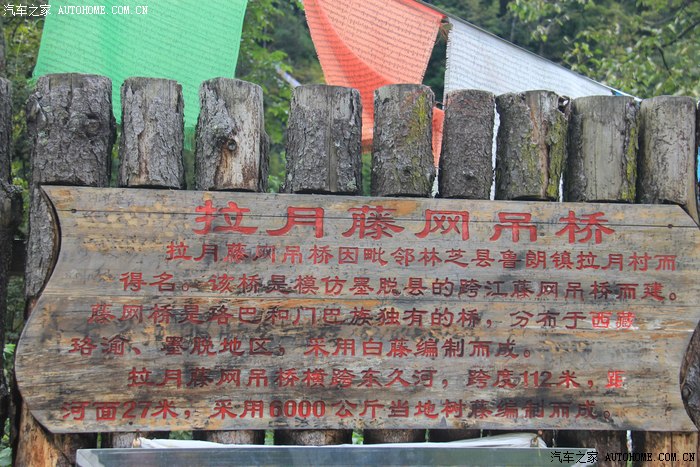 汽车之家 AUTOHOME.COM.CN
拉月藤网吊桥
拉月藤网吊桥因毗邻林芝县鲁朗镇拉月村而
得名。该桥是模仿墨脱县的跨江藤网吊桥而建。
藤网桥是珞巴和门巴族独有的桥，分布于西藏
珞渝、墨脱地区，采用白藤编制而成。
拉月藤网吊桥横跨东久河，跨度112米，距
河面27米，采用6000公斤当地树藤编制而成。
汽车之家 AUTOHOME.COM.CN